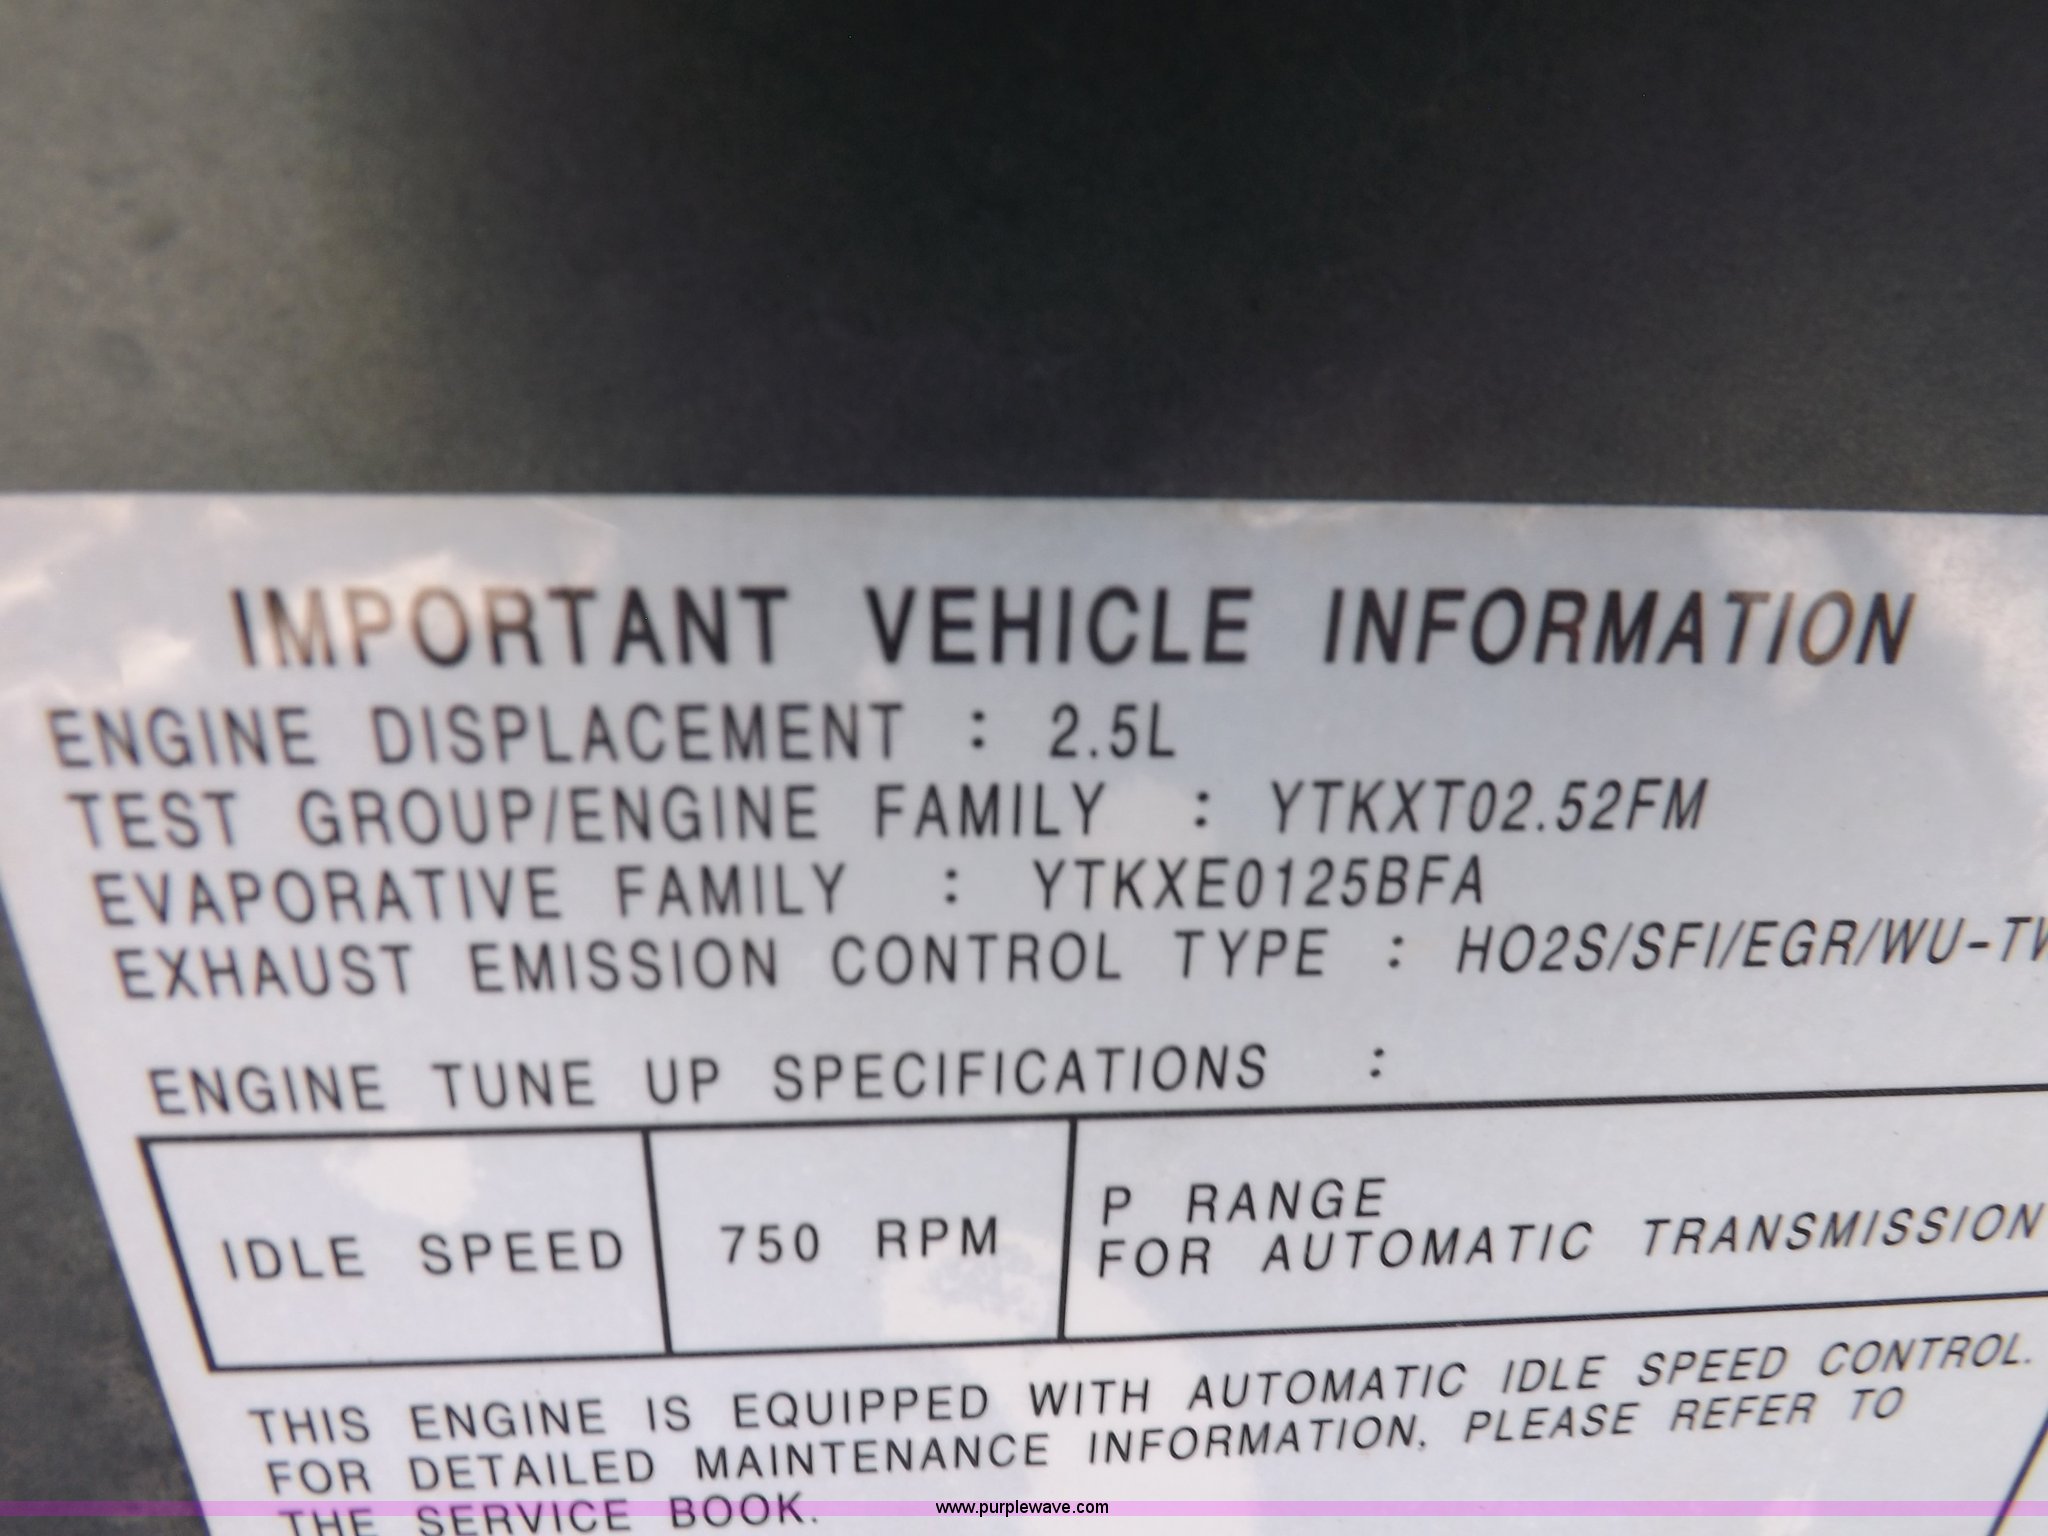 IMPORTANT VEHICLE INFORMATION
ENGINE DISPLACEMENT : 2.5L
TEST GROUP/ENGINE FAMILY : YTKXT02.52FM
EVAPORATIVE FAMILY : YTKXE0125BFA
EXHAUST EMISSION CONTROL TYPE : HO2S/SFI/EGR/WU-TW
ENGINE TUNE UP SPECIFICATIONS :
IDLE SPEED 750 RPM P RANGE
FOR AUTOMATIC TRANSMISSION
THIS ENGINE IS EQUIPPED WITH AUTOMATIC IDLE SPEED CONTROL.
FOR DETAILED MAINTENANCE INFORMATION, PLEASE REFER TO
THE SERVICE BOOK.
www.purplewave.com